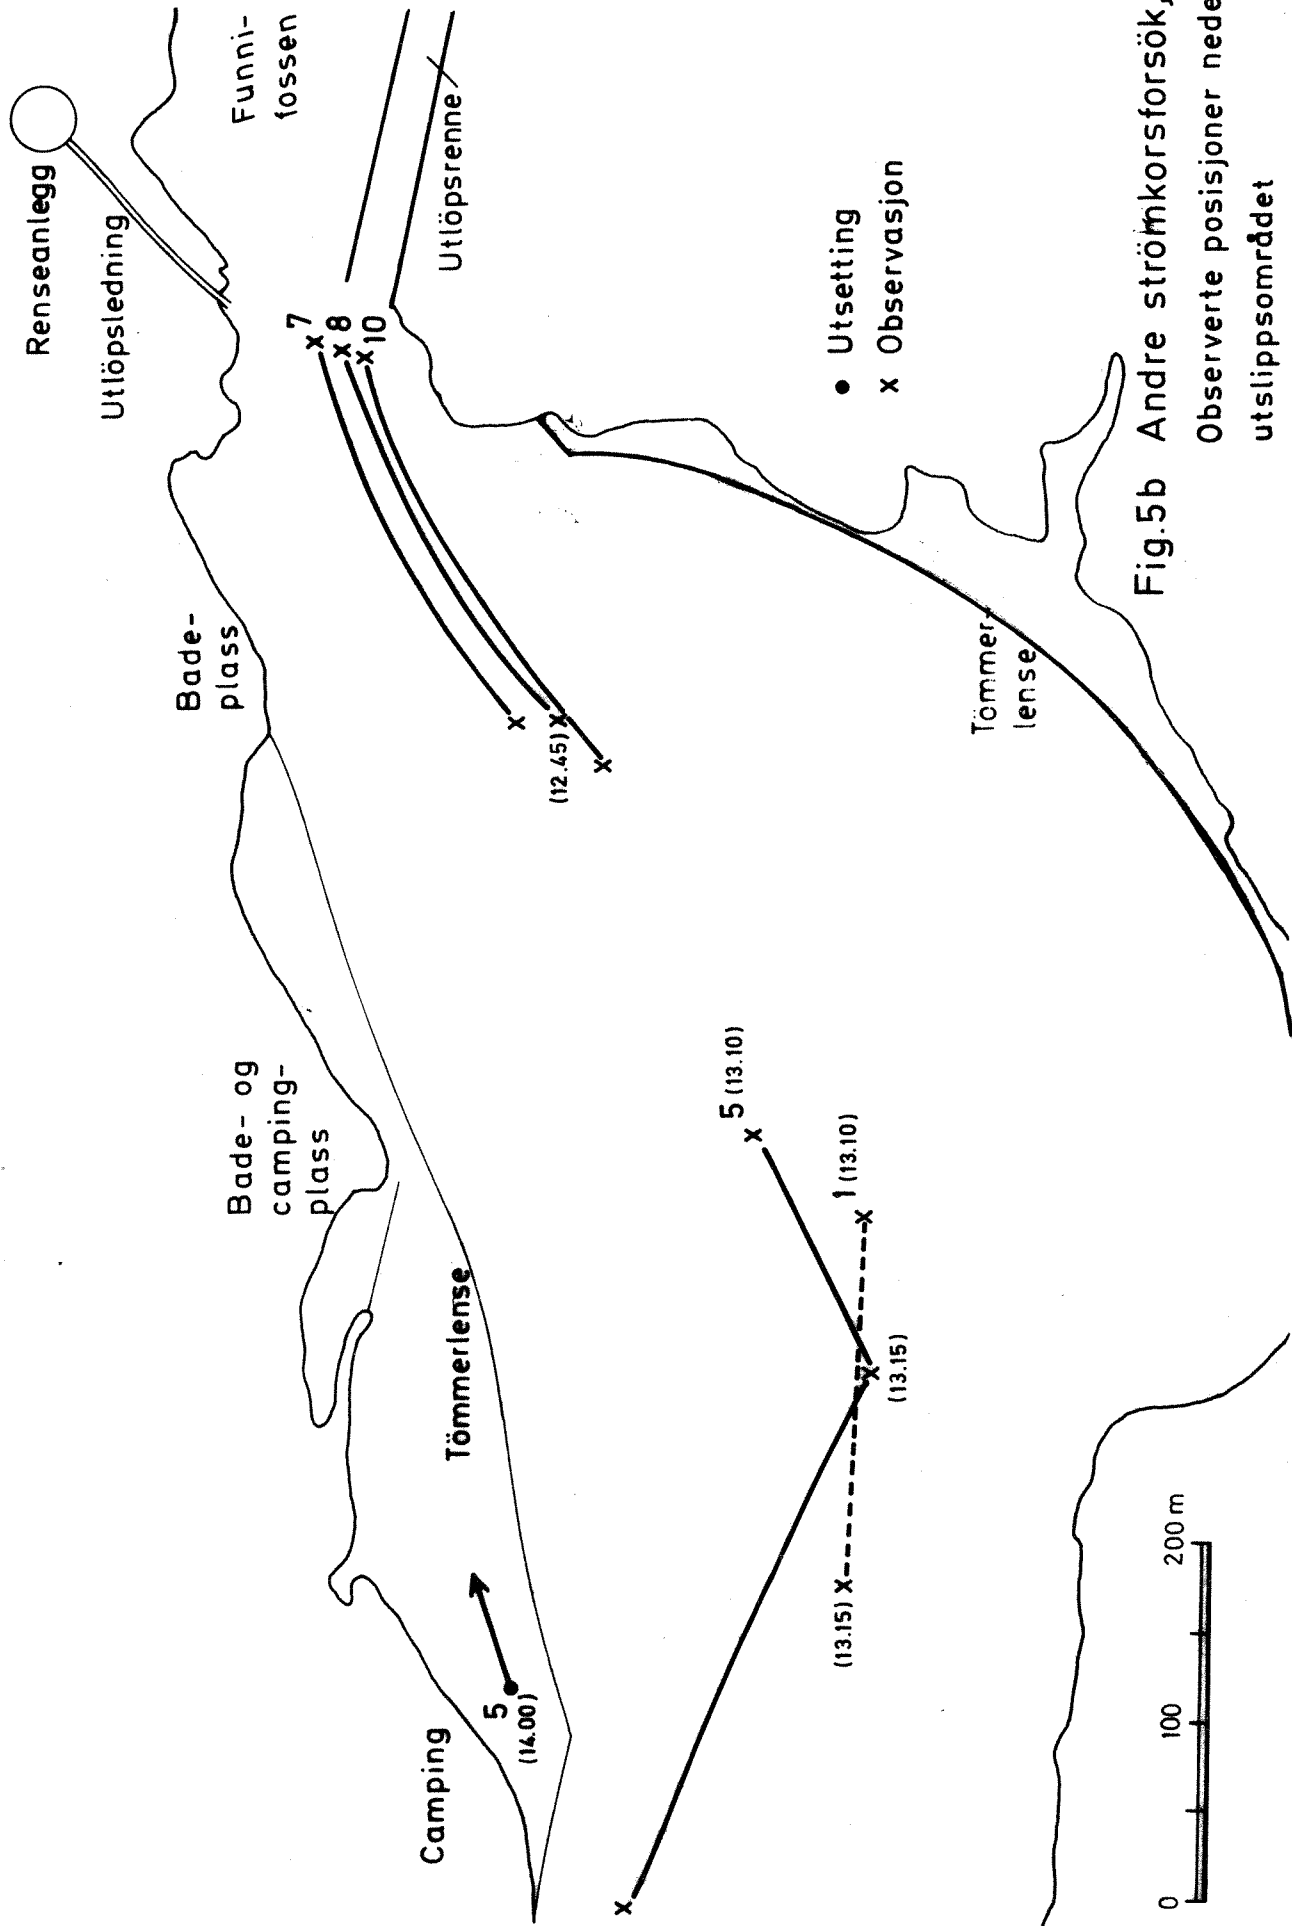 Renseanlegg
Utlöpsledning
Funni-
fossen
Utlöpsrenne
Bade-
plass
7
8
10
(12.45)
Bade- og
camping-
plass
Tömmerlense
Camping
5
(14.00)
5 (13.10)
1 (13.10)
(13.15)
(13.15)
Tömmer-
lense
● Utsetting
x Observasjon
0 100 200 m
Fig.5b Andre strömkorsforsök,
Observerte posisjoner nede
utslippsområdet